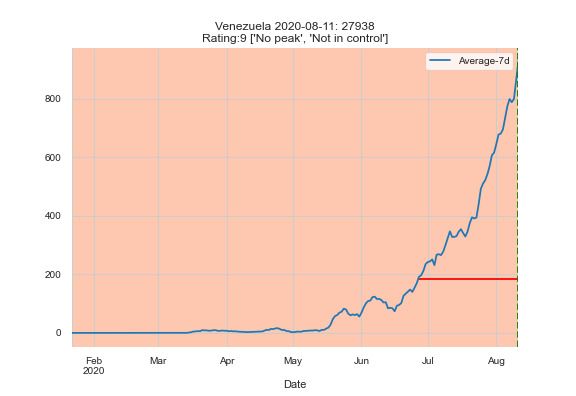 Venezuela 2020-08-11: 27938
Rating:9 ['No peak', 'Not in control']
Average-7d
800
600
400
200
0
Feb
2020
Mar
Apr
May
Jun
Jul
Aug
Date